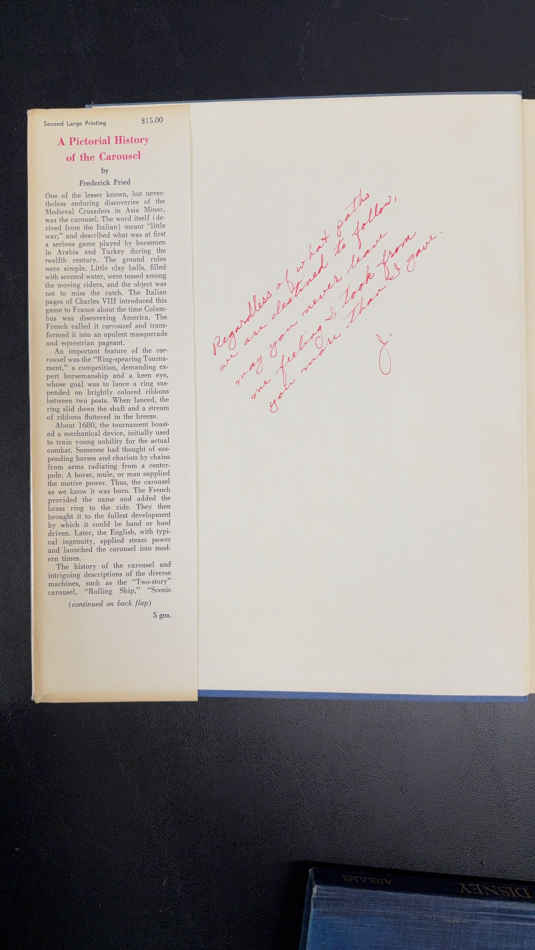 Second Large Printing $15.00
A Pictorial History
of the Carousel
by
Frederick Fried
One of the lesser known, but never-
theless enduring discoveries of the
Medieval Crusaders in Asia Minor,
was the carousel. The word itself (de-
rived from the Italian) meant "little
war," and described what was at first
a serious game played by horsemen
in Arabia and Turkey during the
twelfth century. The ground rules
were simple. Little clay balls, filled
with scented water, were tossed among
the moving riders, and the object was
not to miss the catch. The Italian
pages of Charles VIII introduced this
game to France about the time Colum-
bus was discovering America. The
French called it carrousel and trans-
formed it into an opulent masquerade
and equestrian pageant.
An important feature of the car-
rousel was the "Ring-spearing Tourna-
ment," a competition, demanding ex-
pert horsemanship and a keen eye,
whose goal was to lance a ring sus-
pended on brightly colored ribbons
between two posts. When lanced, the
ring slid down the shaft and a stream
of ribbons fluttered in the breeze.
About 1680, the tournament boast-
ed a mechanical device, initially used
to train young nobility for the actual
combat. Someone had thought of sus-
pending horses and chariots by chains
from arms radiating from a center-
pole. A horse, mule, or man supplied
the motive power. Thus, the carousel
as we know it was born. The French
provided the name and added the
brass ring to the ride. They then
brought it to the fullest development
by which it could be hand or foot
driven. Later, the English, with typi-
cal ingenuity, applied steam power
and launched the carousel into mod-
ern times.
The history of the carousel and
intriguing descriptions of the diverse
machines, such as the "Two-story"
carousel, "Rolling Ship," "Scenic
(continued on back flap)
5 gns.
Regardless of what paths
we are destined to follow,
may you never leave
me feeling I took from
you more than I gave.
J.
DISNEY
ABRAMS